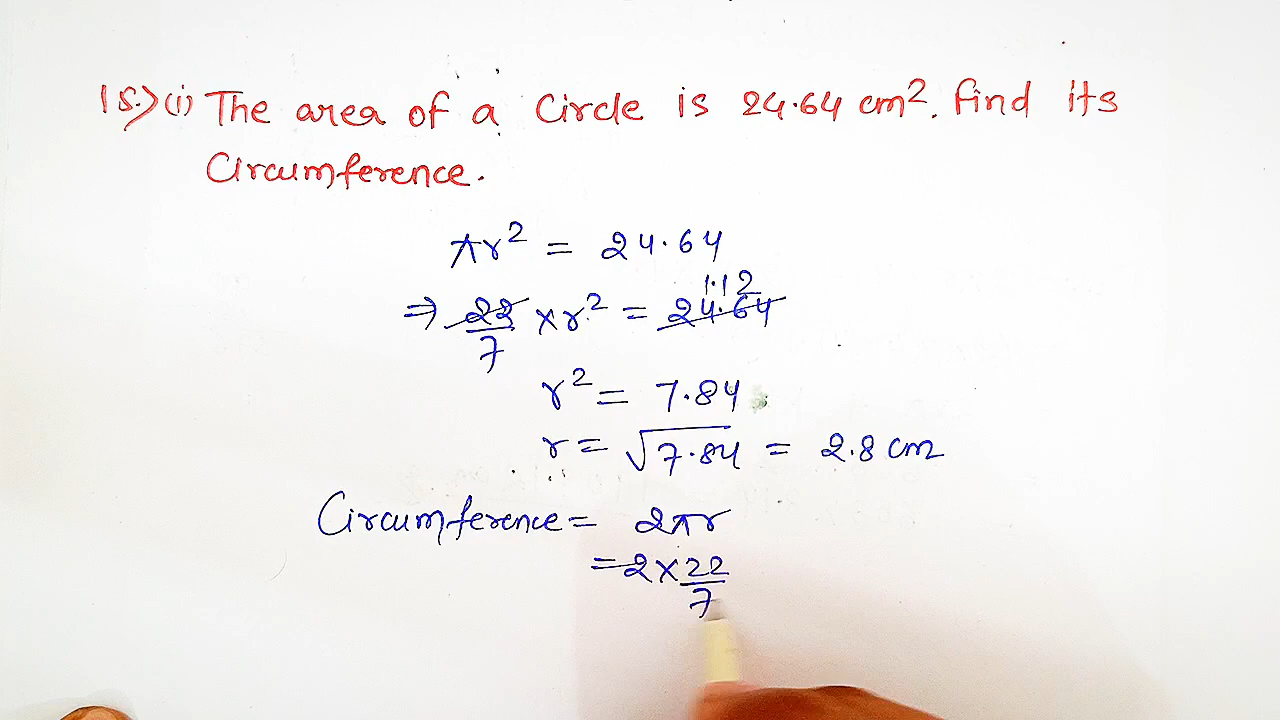 15.> (i) The area of a Circle is 24.64 cm². find its
Circumference.
πr² = 24.64
1.12
⇒ 22/7 × r² = 24.64
r² = 7.84
r = √7.84 = 2.8 cm
Circumference = 2πr
= 2 × 22/7